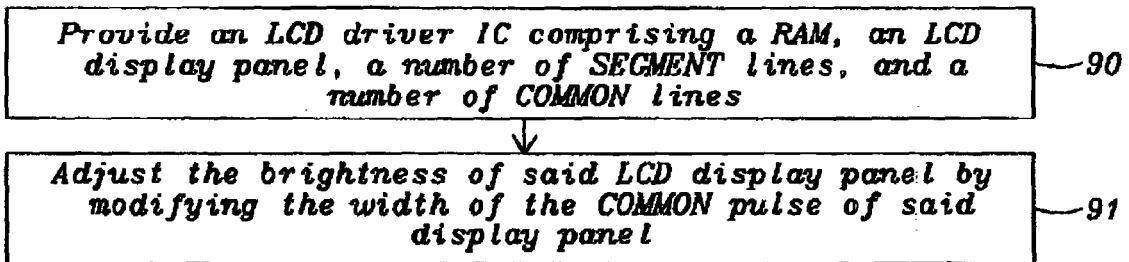 Provide an LCD driver IC comprising a RAM, an LCD
display panel, a number of SEGMENT lines, and a
number of COMMON lines
90
Adjust the brightness of said LCD display panel by
modifying the width of the COMMON pulse of said
display panel
91